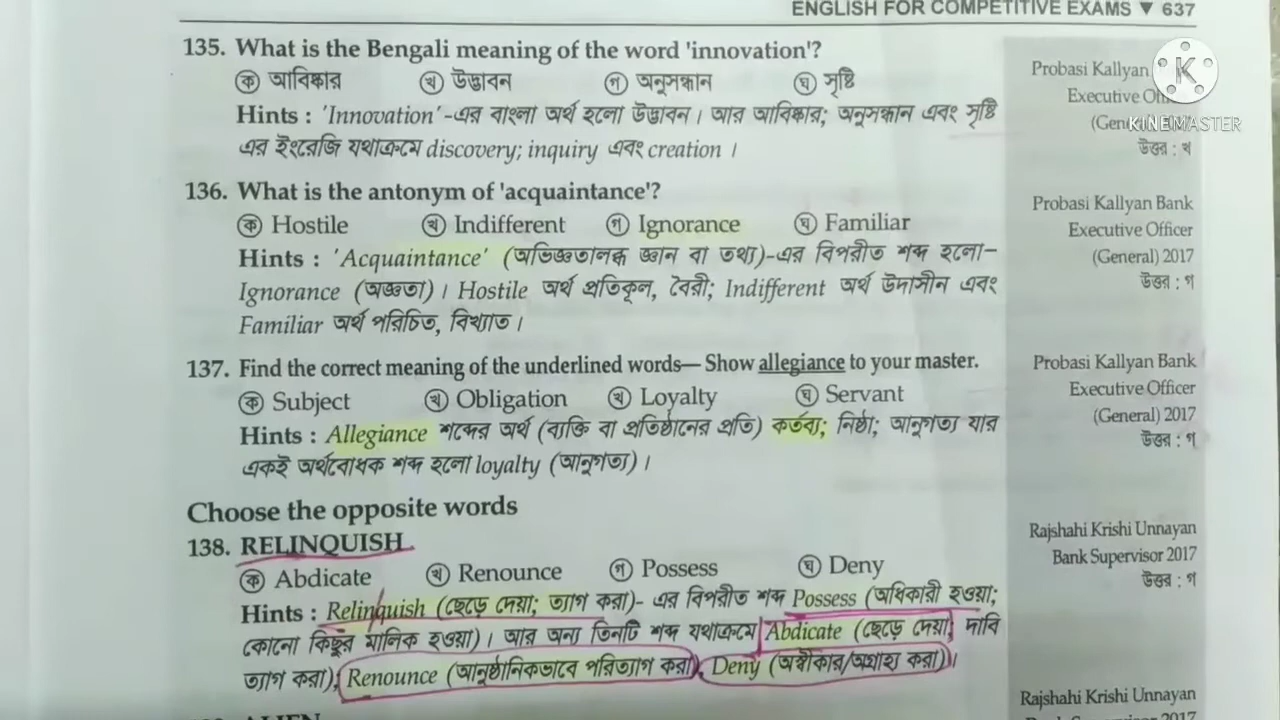 ENGLISH FOR COMPETITIVE EXAMS ▼ 637
135. What is the Bengali meaning of the word 'innovation'?
ক আবিষ্কার খ উদ্ভাবন গ অনুসন্ধান ঘ সৃষ্টি
Hints : 'Innovation' -এর বাংলা অর্থ হলো উদ্ভাবন। আর আবিষ্কার; অনুসন্ধান এবং সৃষ্টি
এর ইংরেজি যথাক্রমে discovery; inquiry এবং creation ।
Probasi Kallyan
Executive
উত্তর : খ
KINEMASTER
136. What is the antonym of 'acquaintance'?
ক Hostile খ Indifferent গ Ignorance ঘ Familiar
Hints : 'Acquaintance' (অভিজ্ঞতালব্ধ জ্ঞান বা তথ্য)-এর বিপরীত শব্দ হলো–
Ignorance (অজ্ঞতা) । Hostile অর্থ প্রতিকূল, বৈরী; Indifferent অর্থ উদাসীন এবং
Familiar অর্থ পরিচিত, বিখ্যাত ।
Probasi Kallyan Bank
Executive Officer
(General) 2017
উত্তর : গ
137. Find the correct meaning of the underlined words— Show allegiance to your master.
ক Subject খ Obligation গ Loyalty ঘ Servant
Hints : Allegiance শব্দের অর্থ (ব্যক্তি বা প্রতিষ্ঠানের প্রতি) কর্তব্য; নিষ্ঠা; আনুগত্য যার
একই অর্থবোধক শব্দ হলো loyalty (আনুগত্য) ।
Probasi Kallyan Bank
Executive Officer
(General) 2017
উত্তর : গ
Choose the opposite words
138. RELINQUISH
ক Abdicate খ Renounce গ Possess ঘ Deny
Hints : Relinquish (ছেড়ে দেয়া; ত্যাগ করা)- এর বিপরীত শব্দ Possess (অধিকারী হওয়া;
কোনো কিছুর মালিক হওয়া) । আর অন্য তিনটি শব্দ যথাক্রমে Abdicate (ছেড়ে দেয়া, দাবি
ত্যাগ করা), Renounce (আনুষ্ঠানিকভাবে পরিত্যাগ করা), Deny (অস্বীকার/অগ্রাহ্য করা) ।
Rajshahi Krishi Unnayan
Bank Supervisor 2017
উত্তর : গ
Rajshahi Krishi Unnayan